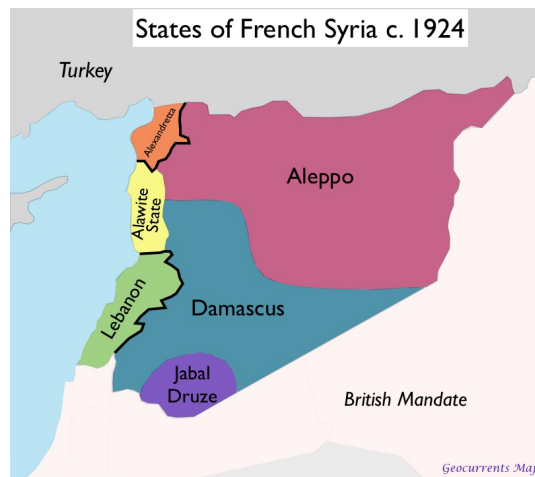 States of French Syria c. 1924
Turkey
Alexandretta
Aleppo
Alawite
State
Lebanon
Damascus
Jabal
Druze
British Mandate
Geocurrents Map